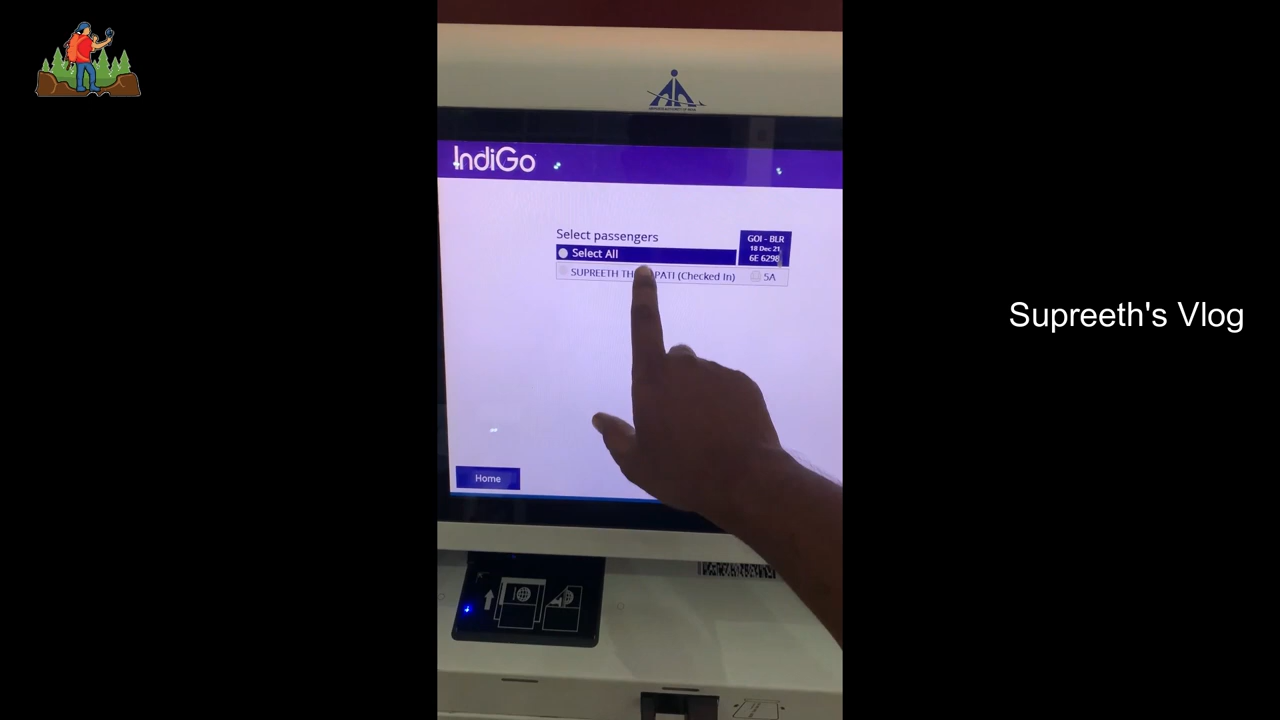 IndiGo
Select passengers
Select All
GOI - BLR
18 Dec 21
6E 6298
SUPREETH PATI (Checked In) 5A
Supreeth's Vlog
Home